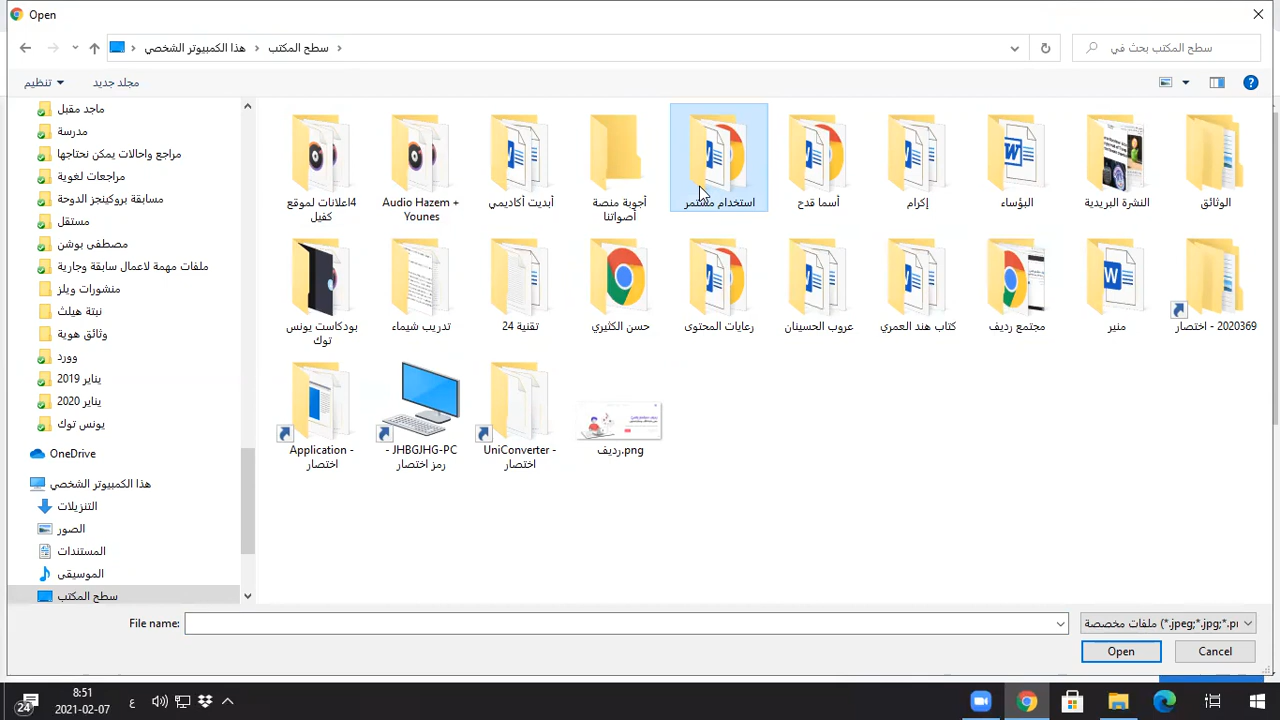 Open
هذا الكمبيوتر الشخصي
سطح المكتب
سطح المكتب بحث في
تنظيم
مجلد جديد
ماجد مقبل
مدرسة
مراجع واحالات يمكن نحتاجها
مراجعات لغوية
مسابقة بروكينجز الدوحة
مستقل
مصطفى بوشن
ملفات مهمة لاعمال سابقة وجارية
منشورات ويلز
نبتة هيلث
وثائق هوية
وورد
يناير 2019
يناير 2020
يونس توك
OneDrive
هذا الكمبيوتر الشخصي
التنزيلات
الصور
المستندات
الموسيقى
سطح المكتب
4اعلانات لموقع
كفيل
Audio Hazem +
Younes
أبديت أكاديمي
أجوبة منصة
أصواتنا
استخدام مستمر
أسما قدح
إكرام
البؤساء
النشرة البريدية
الوثائق
بودكاست يونس
توك
تدريب شيماء
تقنية 24
حسن الكثيري
رعايات المحتوى
عروب الحسينان
كتاب هند العمري
مجتمع رديف
منير
2020369 - اختصار
Application -
اختصار
JHBGJHG-PC -
رمز اختصار
UniConverter -
اختصار
رديف.png
File name:
ملفات مخصصة (*.jpeg;*.jpg;*.p
Open
Cancel
24
8:51
2021-02-07
ع